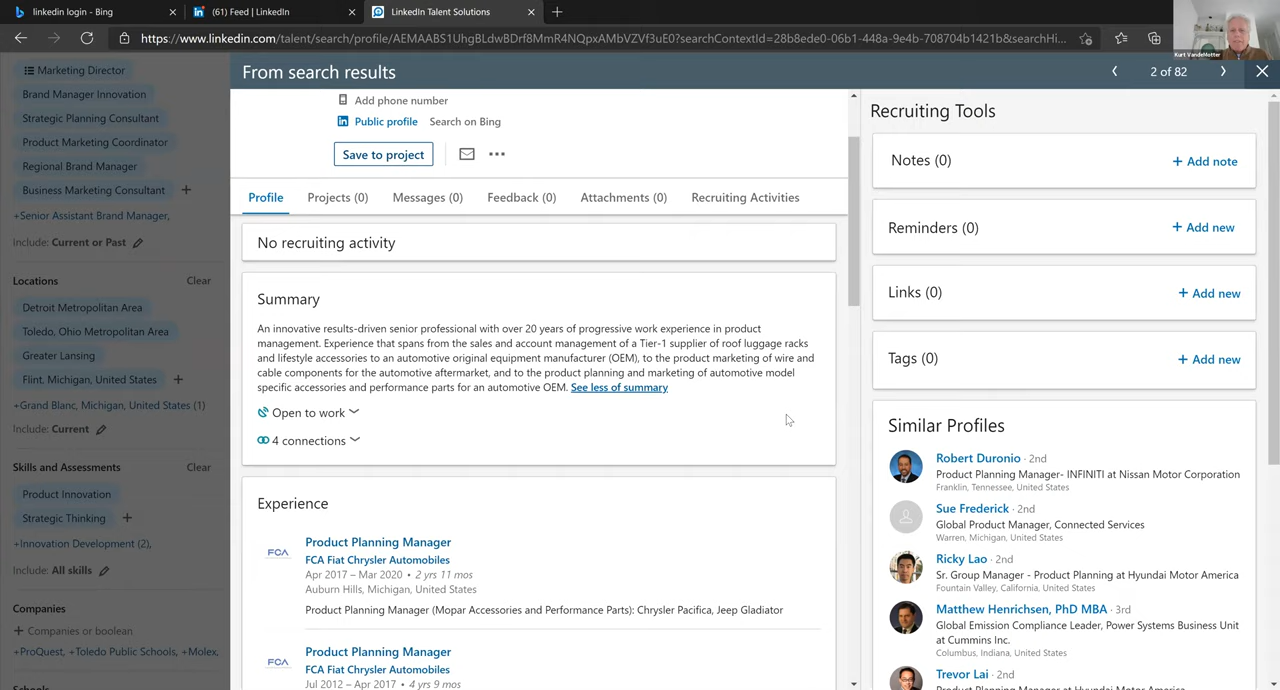 linkedin login - Bing
(61) Feed | LinkedIn
LinkedIn Talent Solutions
https://www.linkedin.com/talent/search/profile/AEMAABS1UhgBLdwBDrf8MmR4NQpxAMbVZVf3uE0?searchContextId=28b8ede0-06b1-448a-9e4b-708704b1421b&searchHi...
Kurt VandeMotter
Marketing Director
Brand Manager Innovation
Strategic Planning Consultant
Product Marketing Coordinator
Regional Brand Manager
Business Marketing Consultant
+Senior Assistant Brand Manager,
Include: Current or Past
Locations
Clear
Detroit Metropolitan Area
Toledo, Ohio Metropolitan Area
Greater Lansing
Flint, Michigan, United States
+Grand Blanc, Michigan, United States (1)
Include: Current
Skills and Assessments
Clear
Product Innovation
Strategic Thinking
+Innovation Development (2),
Include: All skills
Companies
+ Companies or boolean
+ProQuest, +Toledo Public Schools, +Molex,
From search results
2 of 82
Add phone number
Public profile
Search on Bing
Save to project
Profile
Projects (0)
Messages (0)
Feedback (0)
Attachments (0)
Recruiting Activities
No recruiting activity
Summary
An innovative results-driven senior professional with over 20 years of progressive work experience in product
management. Experience that spans from the sales and account management of a Tier-1 supplier of roof luggage racks
and lifestyle accessories to an automotive original equipment manufacturer (OEM), to the product marketing of wire and
cable components for the automotive aftermarket, and to the product planning and marketing of automotive model
specific accessories and performance parts for an automotive OEM. See less of summary
Open to work
4 connections
Experience
FCA
Product Planning Manager
FCA Fiat Chrysler Automobiles
Apr 2017 – Mar 2020 • 2 yrs 11 mos
Auburn Hills, Michigan, United States
Product Planning Manager (Mopar Accessories and Performance Parts): Chrysler Pacifica, Jeep Gladiator
FCA
Product Planning Manager
FCA Fiat Chrysler Automobiles
Jul 2012 – Apr 2017 • 4 yrs 9 mos
Recruiting Tools
Notes (0)
+ Add note
Reminders (0)
+ Add new
Links (0)
+ Add new
Tags (0)
+ Add new
Similar Profiles
Robert Duronio · 2nd
Product Planning Manager- INFINITI at Nissan Motor Corporation
Franklin, Tennessee, United States
Sue Frederick · 2nd
Global Product Manager, Connected Services
Warren, Michigan, United States
Ricky Lao · 2nd
Sr. Group Manager - Product Planning at Hyundai Motor America
Fountain Valley, California, United States
Matthew Henrichsen, PhD MBA · 3rd
Global Emission Compliance Leader, Power Systems Business Unit
at Cummins Inc.
Columbus, Indiana, United States
Trevor Lai · 2nd
Product Marketing Manager at Hyundai Motor America